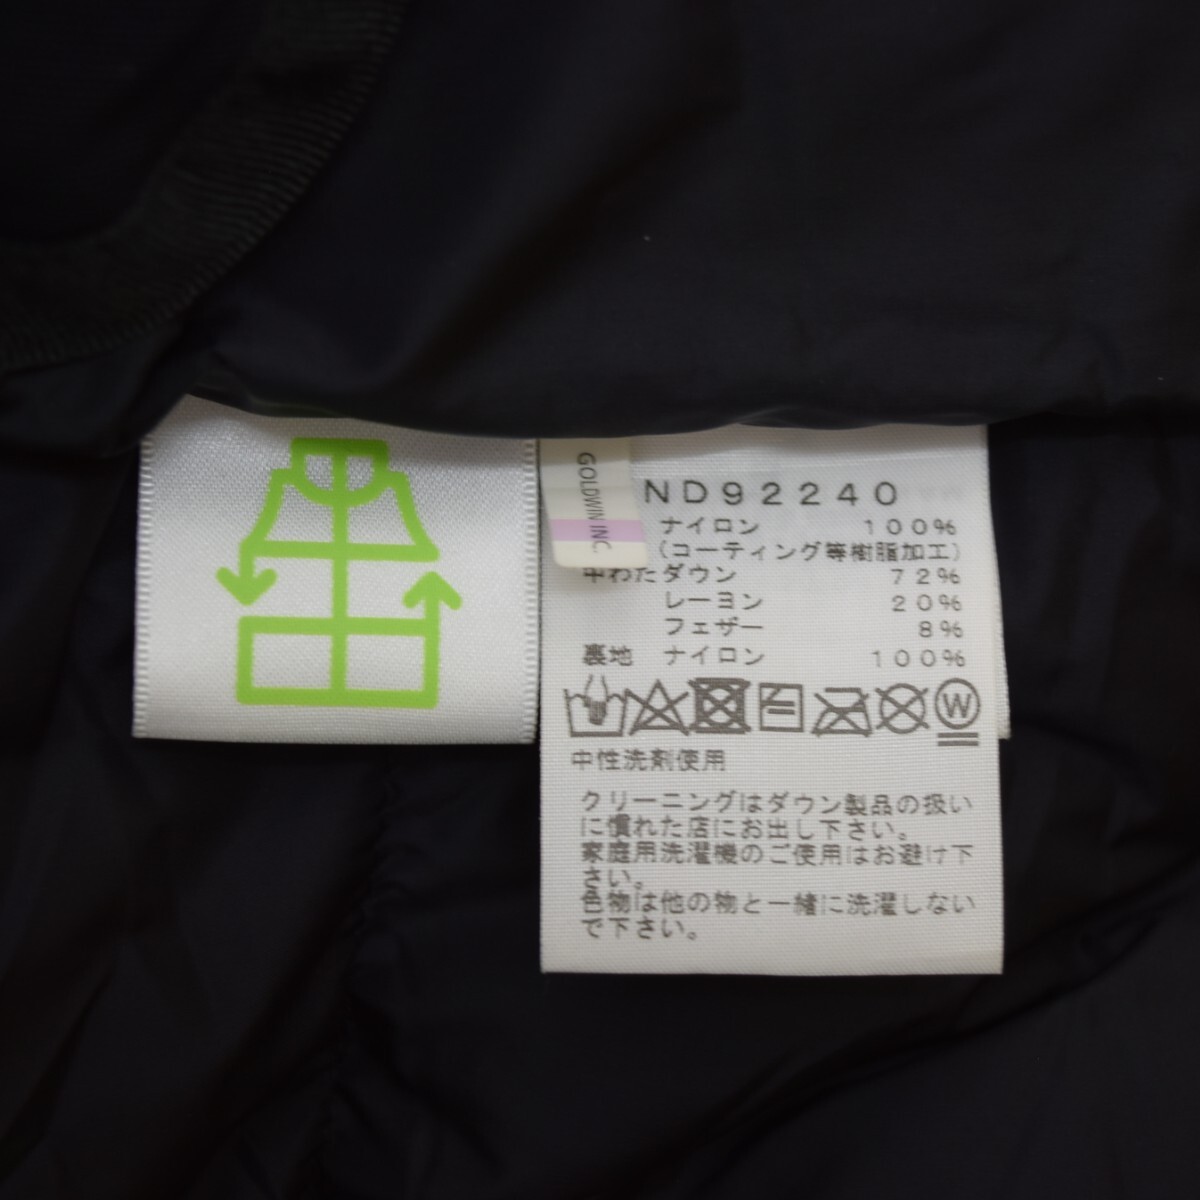 GOLDWIN INC.
ND92240
ナイロン 100%
(コーティング等樹脂加工)
中わた ダウン 72%
レーヨン 20%
フェザー 8%
裏地 ナイロン 100%
W
中性洗剤使用
クリーニングはダウン製品の扱い
に慣れた店にお出し下さい。
家庭用洗濯機のご使用はお避け下
さい。
色物は他の物と一緒に洗濯しない
で下さい。